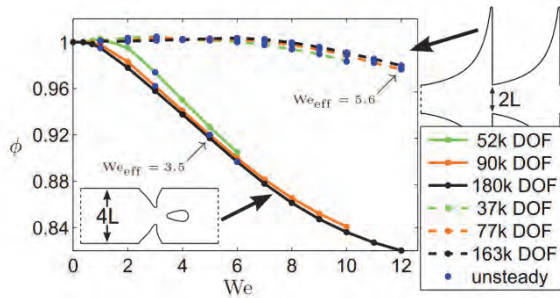 1
0.96
0.92
0.88
0.84
ϕ
0
2
4
6
8
10
12
We
We_eff = 5.6
We_eff = 3.5
4L
2L
52k DOF
90k DOF
180k DOF
37k DOF
77k DOF
163k DOF
unsteady